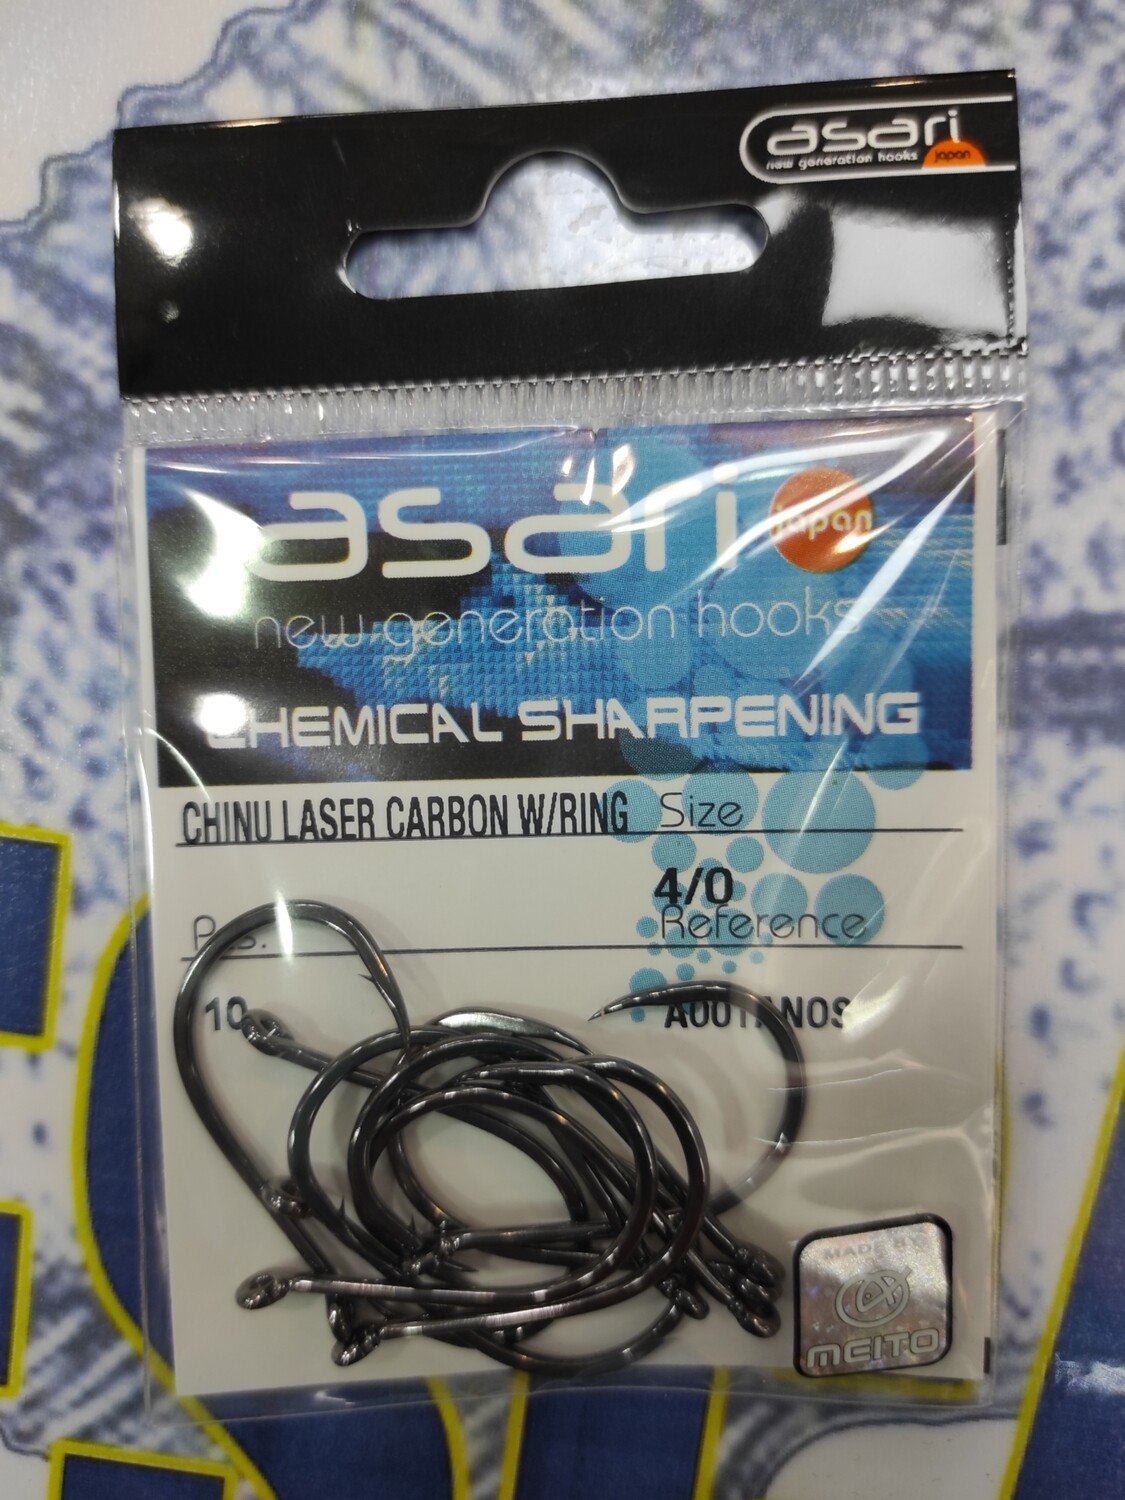 asari
new generation hooks japan
asari japan
new generation hooks
CHEMICAL SHARPENING
CHINU LASER CARBON W/RING Size
4/0
Pcs. Reference
10
MADE BY
MEITO